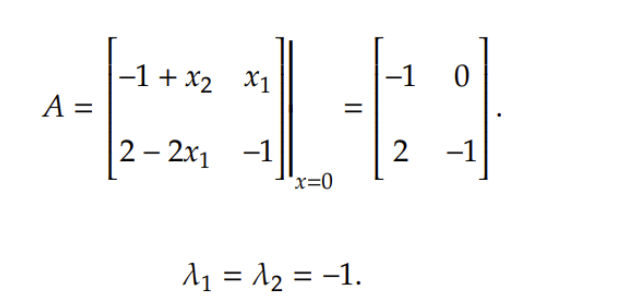 A = [−1 + x₂ x₁; 2 − 2x₁ −1]|ₓ₌₀ = [−1 0; 2 −1].
λ₁ = λ₂ = −1.